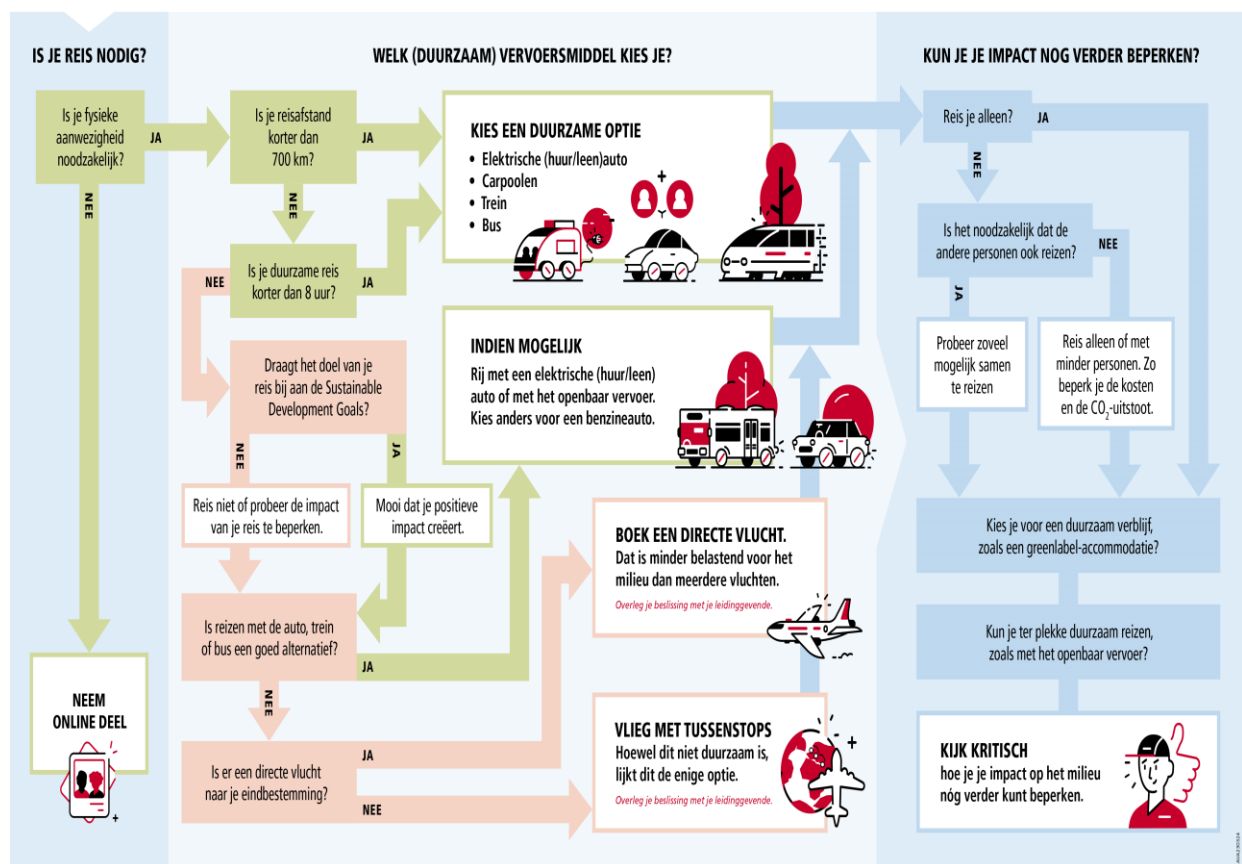 IS JE REIS NODIG?
Is je fysieke
aanwezigheid
noodzakelijk?
JA
NEE
NEEM
ONLINE DEEL
WELK (DUURZAAM) VERVOERSMIDDEL KIES JE?
Is je reisafstand
korter dan
700 km?
JA
NEE
Is je duurzame reis
korter dan 8 uur?
JA
NEE
KIES EEN DUURZAME OPTIE
• Elektrische (huur/leen)auto
• Carpoolen
• Trein
• Bus
Draagt het doel van je
reis bij aan de Sustainable
Development Goals?
NEE
JA
Reis niet of probeer de impact
van je reis te beperken.
Mooi dat je positieve
impact creëert.
INDIEN MOGELIJK
Rij met een elektrische (huur/leen)
auto of met het openbaar vervoer.
Kies anders voor een benzineauto.
Is reizen met de auto, trein
of bus een goed alternatief?
JA
NEE
Is er een directe vlucht
naar je eindbestemming?
JA
NEE
BOEK EEN DIRECTE VLUCHT.
Dat is minder belastend voor het
milieu dan meerdere vluchten.
Overleg je beslissing met je leidinggevende.
VLIEG MET TUSSENSTOPS
Hoewel dit niet duurzaam is,
lijkt dit de enige optie.
Overleg je beslissing met je leidinggevende.
KUN JE JE IMPACT NOG VERDER BEPERKEN?
Reis je alleen?
JA
NEE
Is het noodzakelijk dat de
andere personen ook reizen?
NEE
JA
Probeer zoveel
mogelijk samen
te reizen
Reis alleen of met
minder personen. Zo
beperk je de kosten
en de CO₂-uitstoot.
Kies je voor een duurzaam verblijf,
zoals een greenlabel-accommodatie?
Kun je ter plekke duurzaam reizen,
zoals met het openbaar vervoer?
KIJK KRITISCH
hoe je je impact op het milieu
nóg verder kunt beperken.